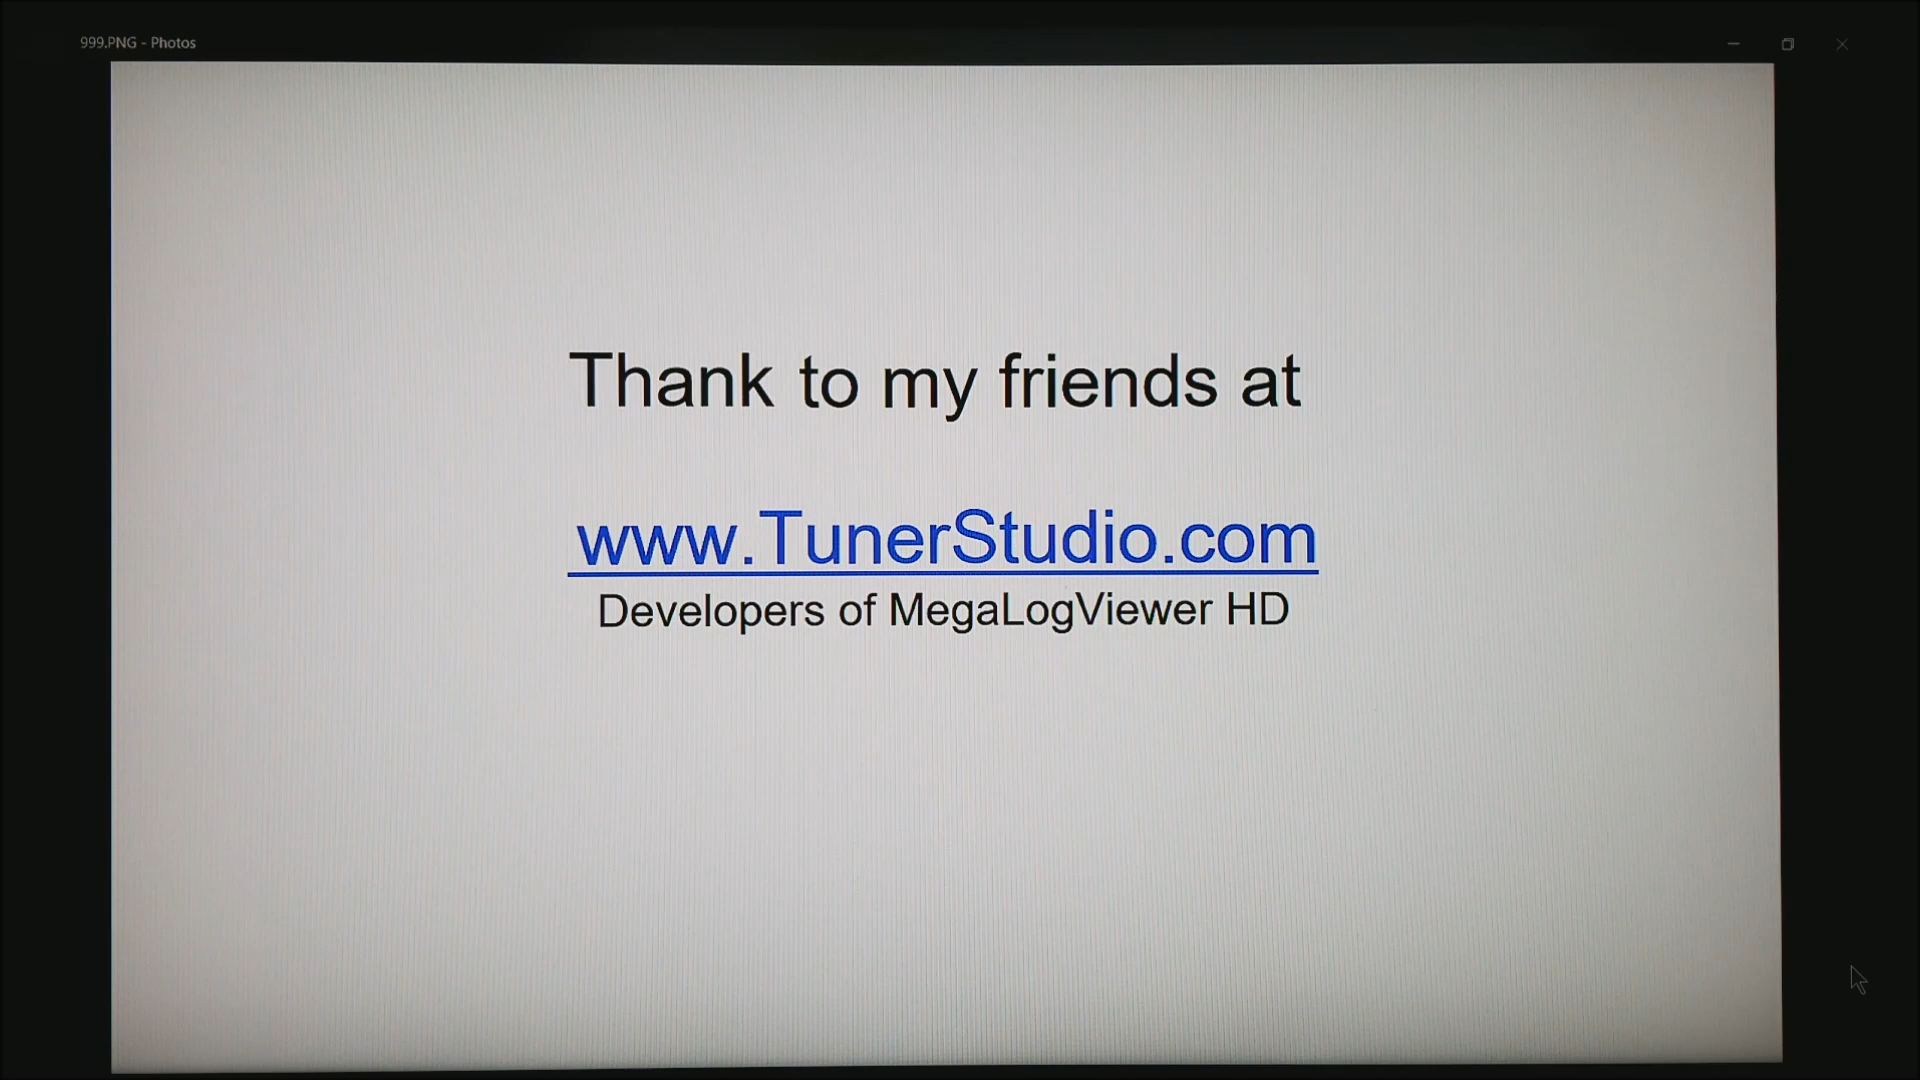 999.PNG - Photos
Thank to my friends at
www.TunerStudio.com
Developers of MegaLogViewer HD